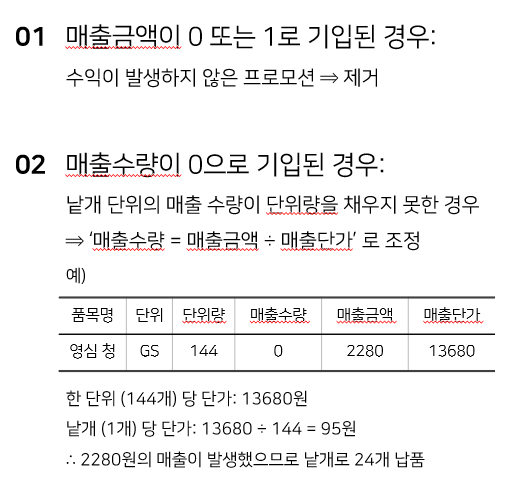 01 매출금액이 0 또는 1로 기입된 경우:
수익이 발생하지 않은 프로모션 ⇒ 제거
02 매출수량이 0으로 기입된 경우:
낱개 단위의 매출 수량이 단위량을 채우지 못한 경우
⇒ ‘매출수량 = 매출금액 ÷ 매출단가’ 로 조정
예)
품목명 단위 단위량 매출수량 매출금액 매출단가
영심 청 GS 144 0 2280 13680
한 단위 (144개) 당 단가: 13680원
낱개 (1개) 당 단가: 13680 ÷ 144 = 95원
∴ 2280원의 매출이 발생했으므로 낱개로 24개 납품